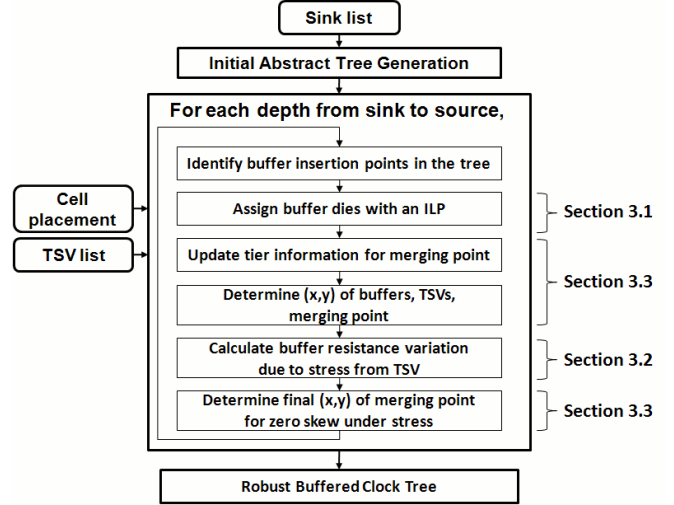 Sink list
Initial Abstract Tree Generation
For each depth from sink to source,
Identify buffer insertion points in the tree
Cell
placement
Assign buffer dies with an ILP
Section 3.1
TSV list
Update tier information for merging point
Determine (x,y) of buffers, TSVs,
merging point
Section 3.3
Calculate buffer resistance variation
due to stress from TSV
Section 3.2
Determine final (x,y) of merging point
for zero skew under stress
Section 3.3
Robust Buffered Clock Tree